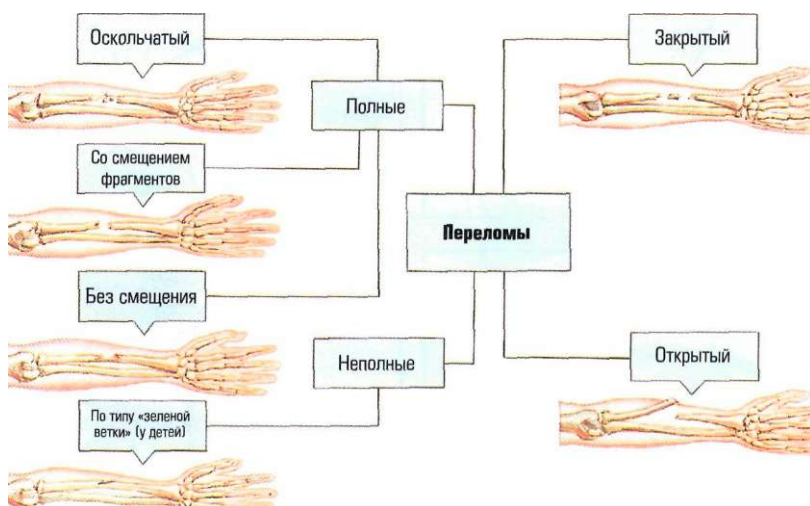 Оскольчатый
Закрытый
Полные
Со смещением
фрагментов
Переломы
Без смещения
Неполные
Открытый
По типу «зеленой
ветки» (у детей)